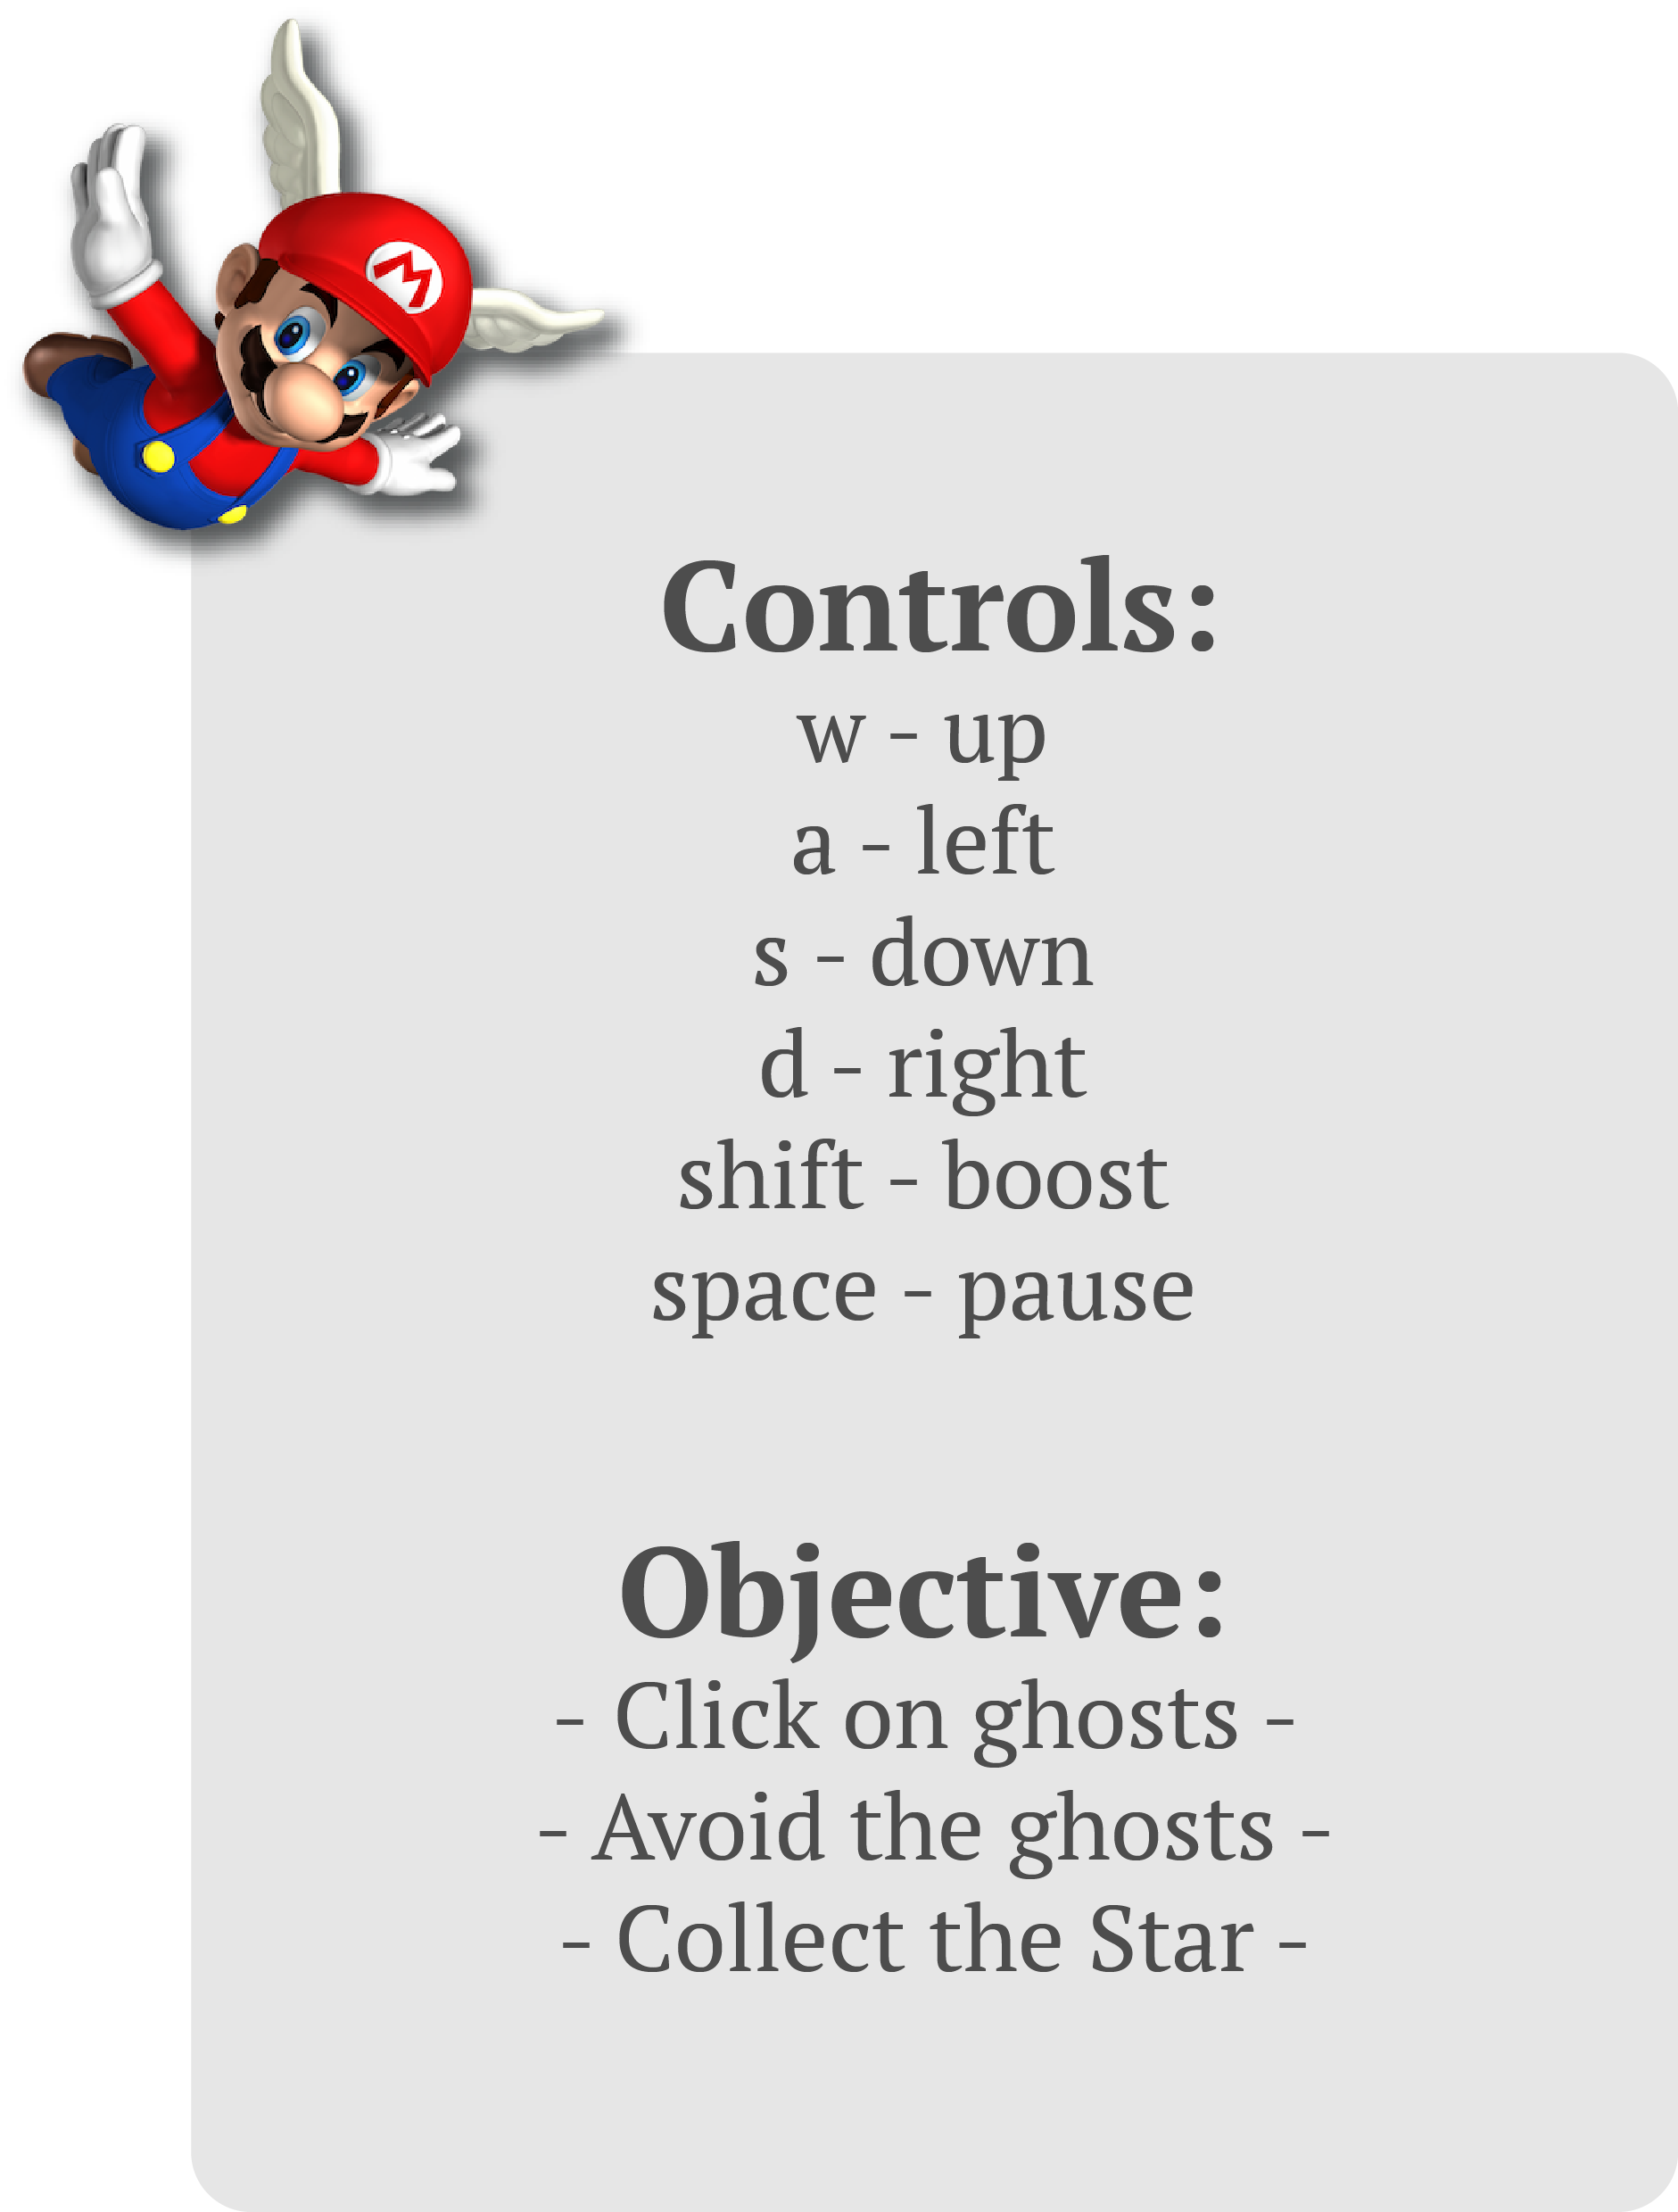 M
Controls:
w - up
a - left
s - down
d - right
shift - boost
space - pause
Objective:
- Click on ghosts -
- Avoid the ghosts -
- Collect the Star -